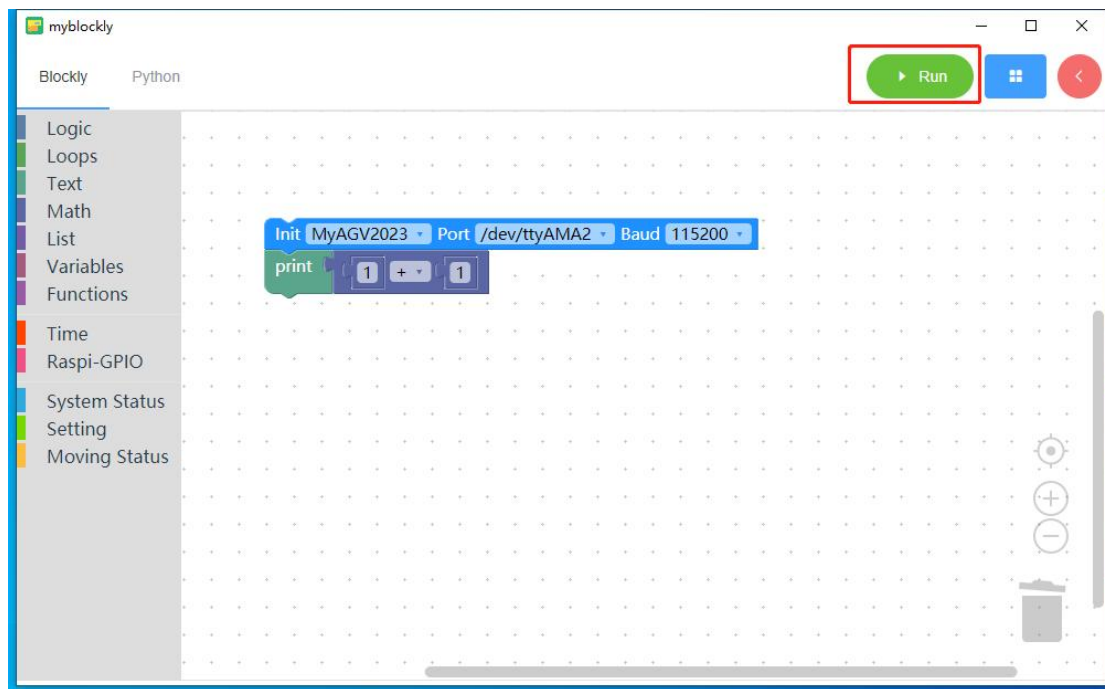 myblockly
Blockly Python Run
Logic
Loops
Text
Math
List
Variables
Functions
Time
Raspi-GPIO
System Status
Setting
Moving Status
Init MyAGV2023 Port /dev/ttyAMA2 Baud 115200
print 1 + 1